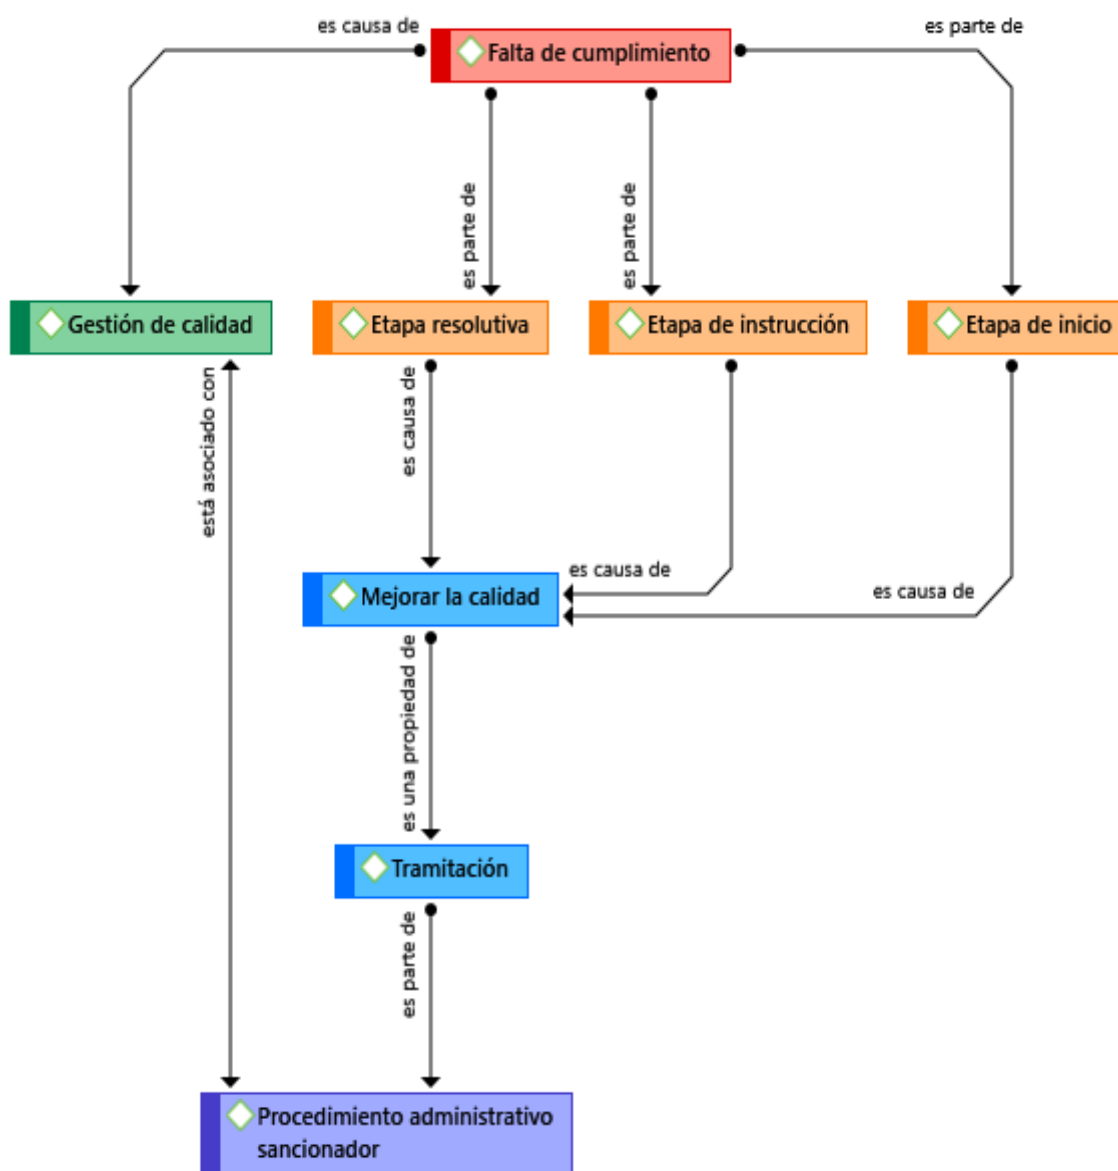 es causa de
es parte de
Falta de cumplimiento
es parte de
es parte de
Gestión de calidad
Etapa resolutiva
Etapa de instrucción
Etapa de inicio
está asociado con
es causa de
es causa de
es causa de
Mejorar la calidad
es una propiedad de
Tramitación
es parte de
Procedimiento administrativo
sancionador